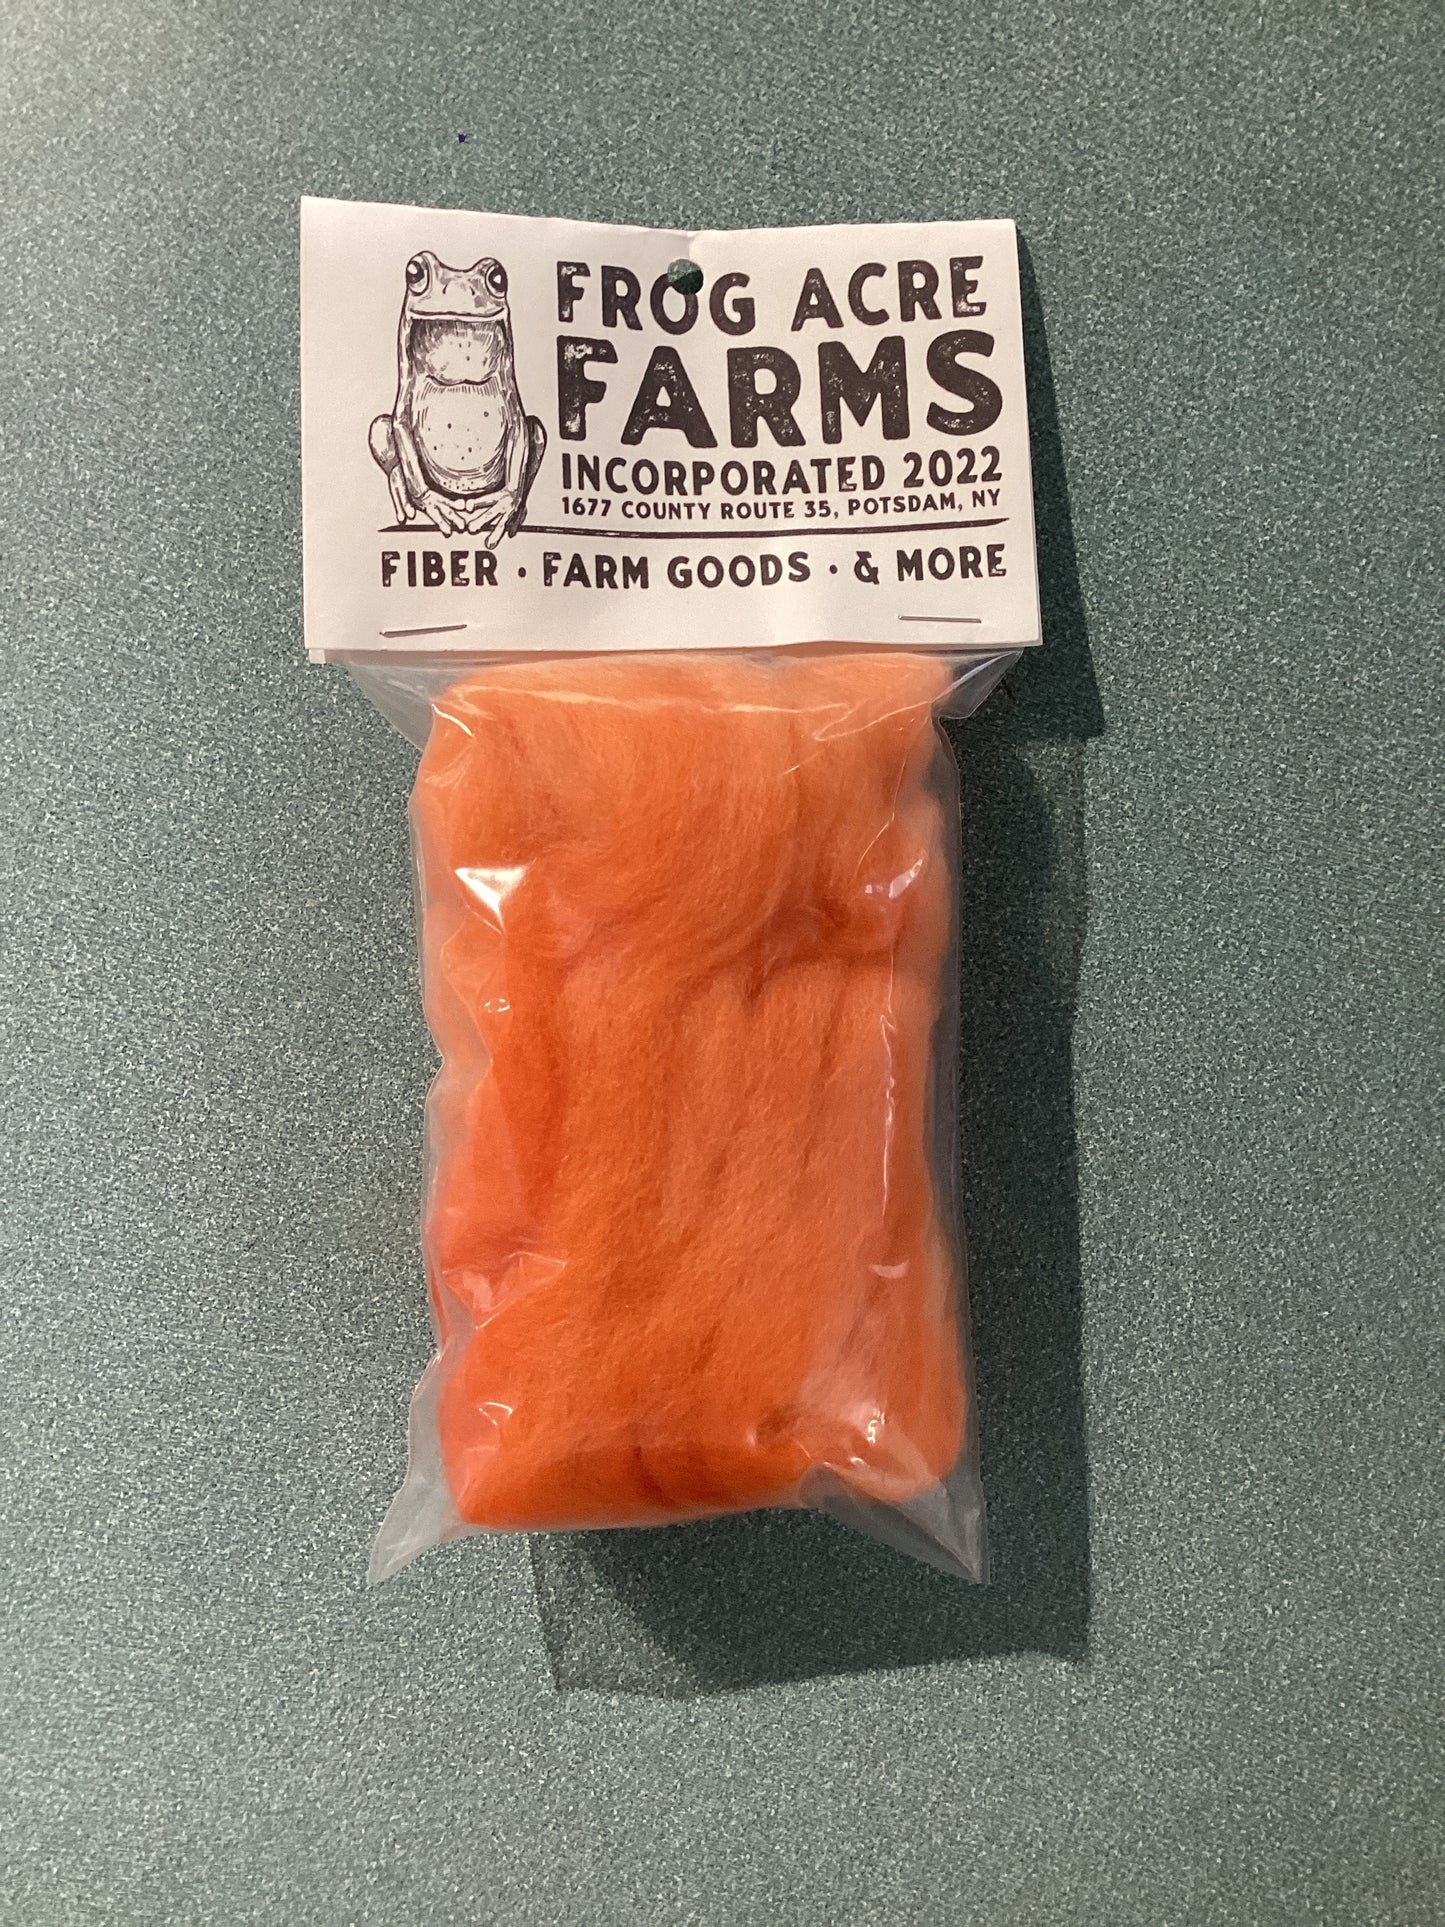 FROG ACRE
FARMS
INCORPORATED 2022
1677 COUNTY ROUTE 35, POTSDAM, NY
FIBER · FARM GOODS · & MORE